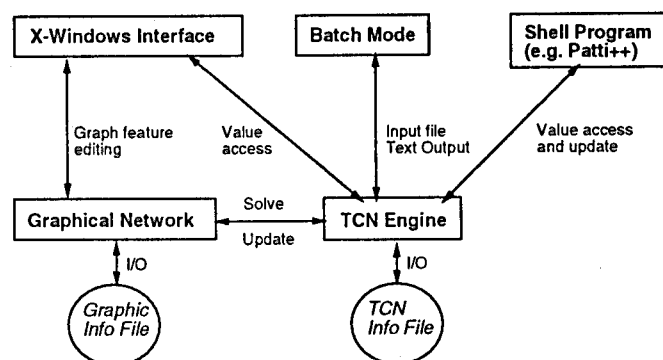 X-Windows Interface
Batch Mode
Shell Program
(e.g. Patti++)
Graph feature
editing
Value
access
Input file
Text Output
Value access
and update
Graphical Network
Solve
Update
TCN Engine
I/O
I/O
Graphic
Info File
TCN
Info File